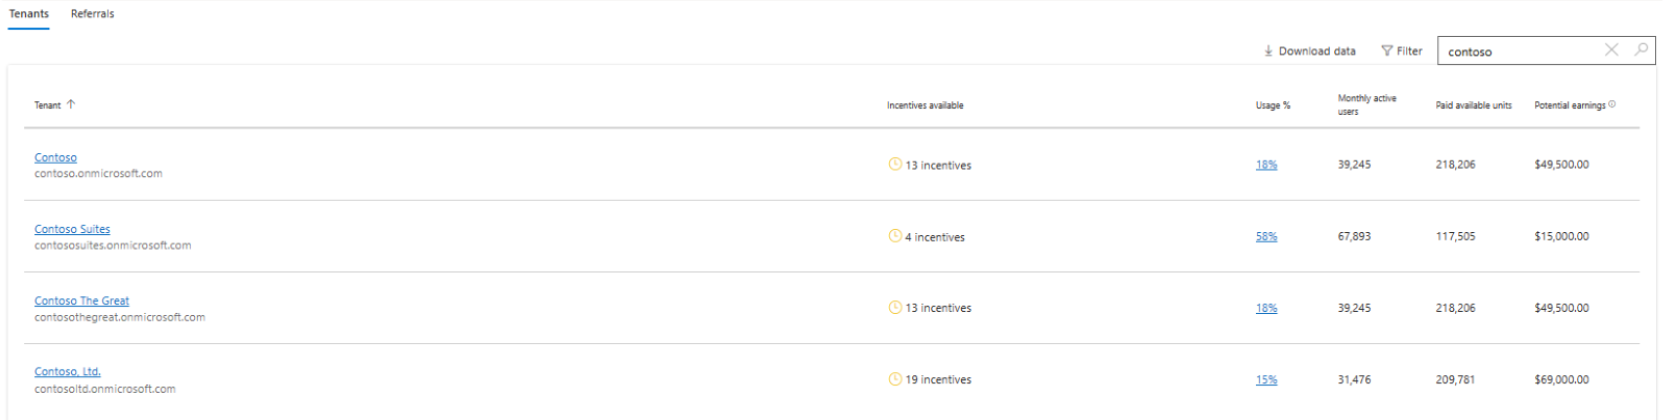 Tenants Referrals
Download data Filter contoso
Tenant Incentives available Usage % Monthly active users Paid available units Potential earnings
Contoso
contoso.onmicrosoft.com
13 incentives 18% 39,245 218,206 $49,500.00
Contoso Suites
contososuites.onmicrosoft.com
4 incentives 58% 67,893 117,505 $15,000.00
Contoso The Great
contosothegreat.onmicrosoft.com
13 incentives 18% 39,245 218,206 $49,500.00
Contoso, Ltd.
contosoltd.onmicrosoft.com
19 incentives 15% 31,476 209,781 $69,000.00